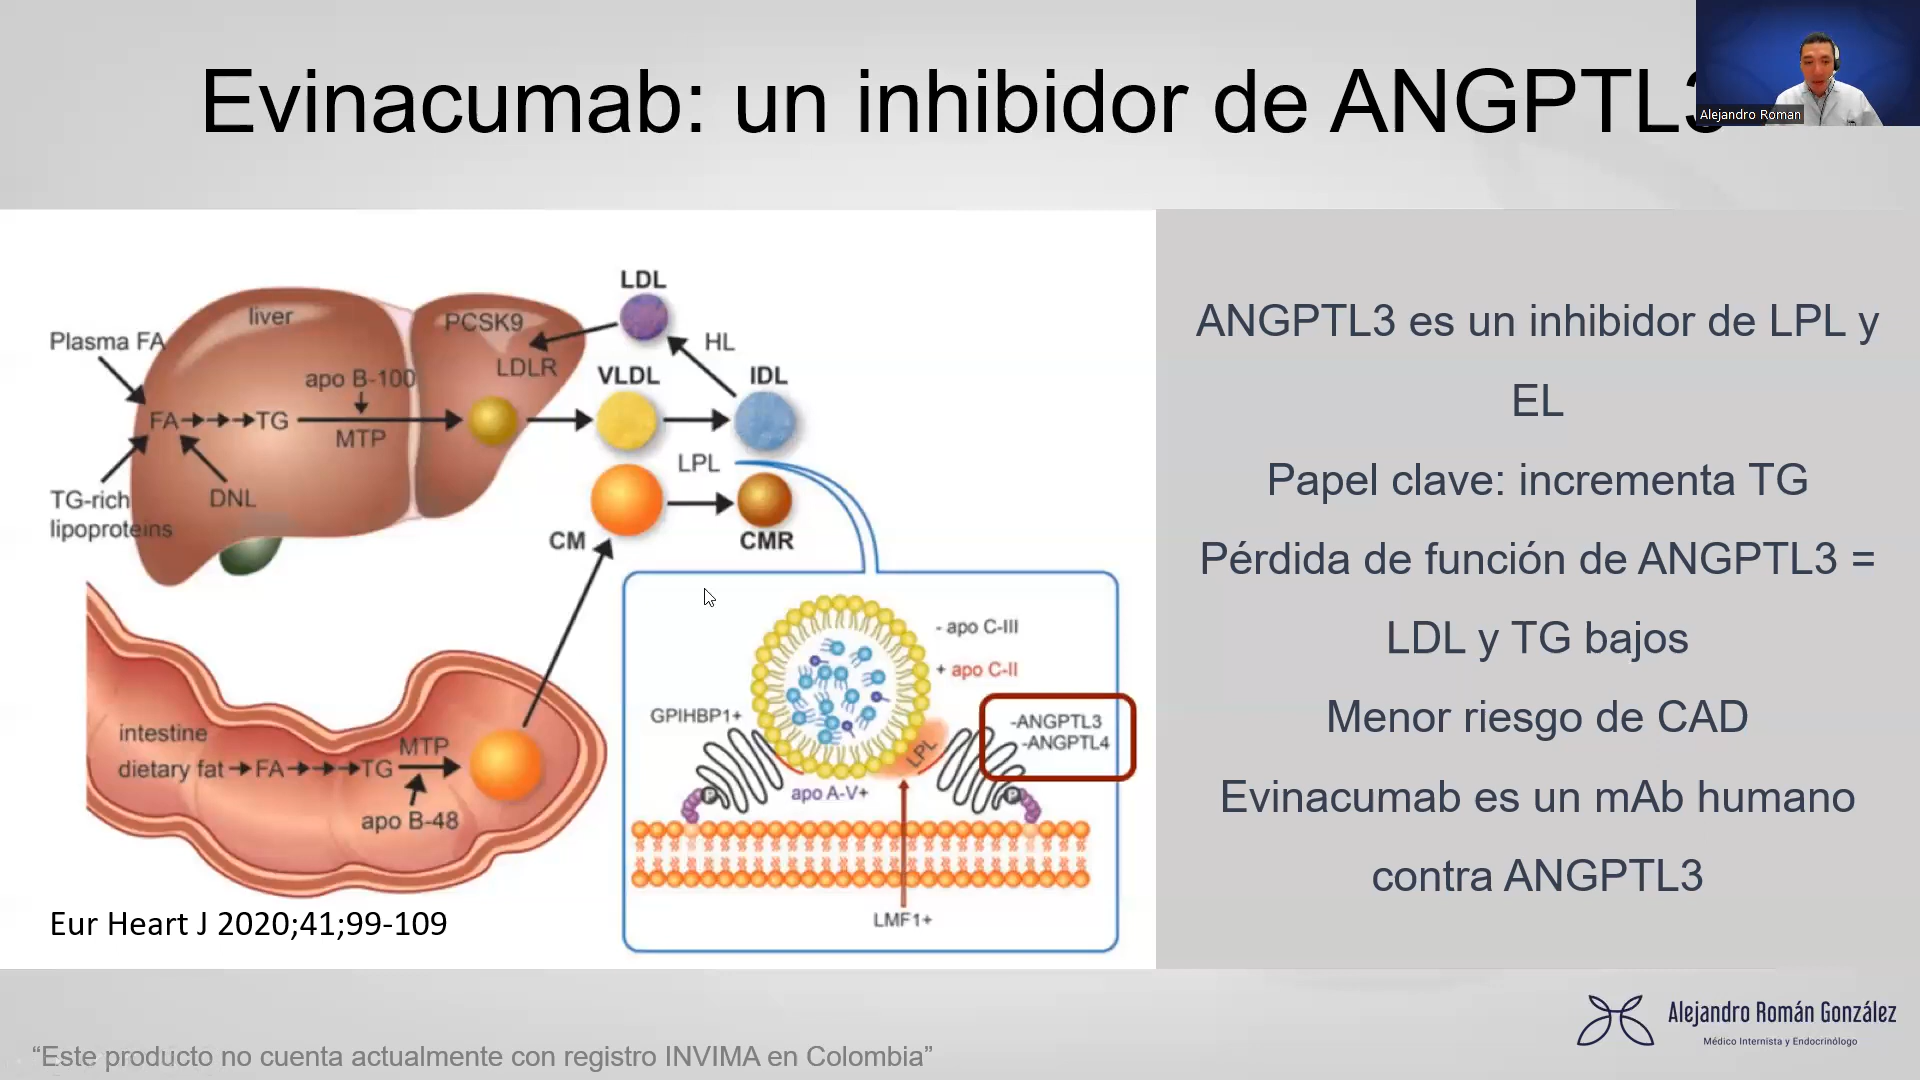 Evinacumab: un inhibidor de ANGPTL3
Alejandro Roman
LDL
liver
PCSK9
Plasma FA
HL
LDLR
apo B-100
VLDL
IDL
FA
TG
MTP
LPL
TG-rich
lipoproteins
DNL
CM
CMR
- apo C-III
+ apo C-II
GPIHBP1+
-ANGPTL3
-ANGPTL4
LPL
intestine
MTP
dietary fat
FA
TG
apo A-V+
apo B-48
LMF1+
Eur Heart J 2020;41;99-109
ANGPTL3 es un inhibidor de LPL y
EL
Papel clave: incrementa TG
Pérdida de función de ANGPTL3 =
LDL y TG bajos
Menor riesgo de CAD
Evinacumab es un mAb humano
contra ANGPTL3
Alejandro Román González
Médico Internista y Endocrinólogo
“Este producto no cuenta actualmente con registro INVIMA en Colombia”